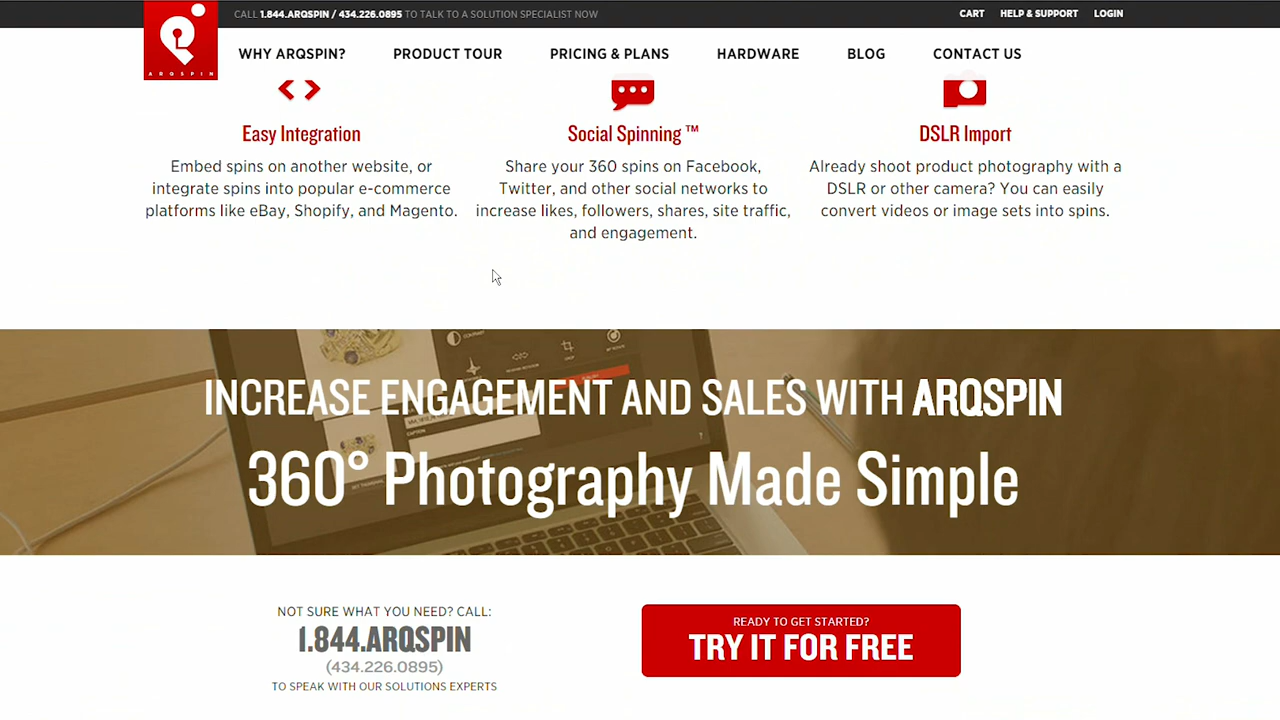 CALL 1.844.ARQSPIN / 434.226.0895 TO TALK TO A SOLUTION SPECIALIST NOW
CART HELP & SUPPORT LOGIN
ARQSPIN
WHY ARQSPIN? PRODUCT TOUR PRICING & PLANS HARDWARE BLOG CONTACT US
Easy Integration
Embed spins on another website, or
integrate spins into popular e-commerce
platforms like eBay, Shopify, and Magento.
Social Spinning ™
Share your 360 spins on Facebook,
Twitter, and other social networks to
increase likes, followers, shares, site traffic,
and engagement.
DSLR Import
Already shoot product photography with a
DSLR or other camera? You can easily
convert videos or image sets into spins.
INCREASE ENGAGEMENT AND SALES WITH ARQSPIN
360° Photography Made Simple
CAPTION
NOT SURE WHAT YOU NEED? CALL:
1.844.ARQSPIN
(434.226.0895)
TO SPEAK WITH OUR SOLUTIONS EXPERTS
READY TO GET STARTED?
TRY IT FOR FREE